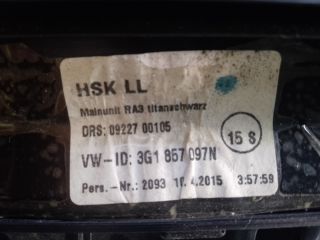 HSK LL
Mainunit RA3 titanschwarz
DRS: 09227 00105
15 S
VW-ID: 3G1 857 097N
Pers.-Nr.: 2093 10.4.2015 3:57:59